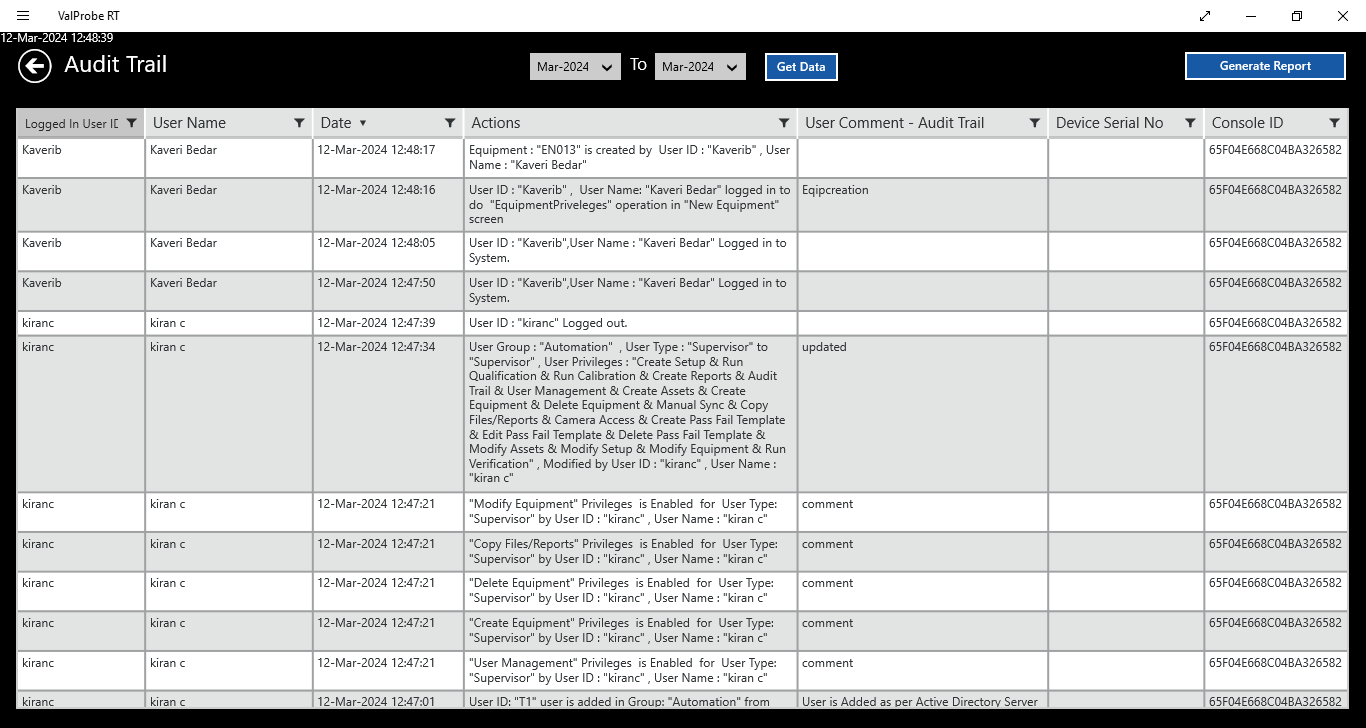 ValProbe RT
12-Mar-2024 12:48:39
Audit Trail
Mar-2024 To Mar-2024 Get Data Generate Report
Logged In User ID User Name Date Actions User Comment - Audit Trail Device Serial No Console ID
Kaverib Kaveri Bedar 12-Mar-2024 12:48:17 Equipment : "EN013" is created by  User ID : "Kaverib" , User 65F04E668C04BA326582
Name : "Kaveri Bedar"
Kaverib Kaveri Bedar 12-Mar-2024 12:48:16 User ID : "Kaverib" ,  User Name: "Kaveri Bedar" logged in to Eqipcreation 65F04E668C04BA326582
do  "EquipmentPriveleges" operation in "New Equipment"
screen
Kaverib Kaveri Bedar 12-Mar-2024 12:48:05 User ID : "Kaverib",User Name : "Kaveri Bedar" Logged in to 65F04E668C04BA326582
System.
Kaverib Kaveri Bedar 12-Mar-2024 12:47:50 User ID : "Kaverib",User Name : "Kaveri Bedar" Logged in to 65F04E668C04BA326582
System.
kiranc kiran c 12-Mar-2024 12:47:39 User ID : "kiranc" Logged out. 65F04E668C04BA326582
kiranc kiran c 12-Mar-2024 12:47:34 User Group : "Automation"  , User Type : "Supervisor" to updated 65F04E668C04BA326582
"Supervisor" , User Privileges : "Create Setup & Run
Qualification & Run Calibration & Create Reports & Audit
Trail & User Management & Create Assets & Create
Equipment & Delete Equipment & Manual Sync & Copy
Files/Reports & Camera Access & Create Pass Fail Template
& Edit Pass Fail Template & Delete Pass Fail Template &
Modify Assets & Modify Setup & Modify Equipment & Run
Verification" , Modified by User ID : "kiranc" , User Name :
"kiran c"
kiranc kiran c 12-Mar-2024 12:47:21 "Modify Equipment" Privileges  is Enabled  for  User Type: comment 65F04E668C04BA326582
"Supervisor" by User ID : "kiranc" , User Name : "kiran c"
kiranc kiran c 12-Mar-2024 12:47:21 "Copy Files/Reports" Privileges  is Enabled  for  User Type: comment 65F04E668C04BA326582
"Supervisor" by User ID : "kiranc" , User Name : "kiran c"
kiranc kiran c 12-Mar-2024 12:47:21 "Delete Equipment" Privileges  is Enabled  for  User Type: comment 65F04E668C04BA326582
"Supervisor" by User ID : "kiranc" , User Name : "kiran c"
kiranc kiran c 12-Mar-2024 12:47:21 "Create Equipment" Privileges  is Enabled  for  User Type: comment 65F04E668C04BA326582
"Supervisor" by User ID : "kiranc" , User Name : "kiran c"
kiranc kiran c 12-Mar-2024 12:47:21 "User Management" Privileges  is Enabled  for  User Type: comment 65F04E668C04BA326582
"Supervisor" by User ID : "kiranc" , User Name : "kiran c"
kiranc kiran c 12-Mar-2024 12:47:01 User ID: "T1" user is added in Group: "Automation" from User is Added as per Active Directory Server 65F04E668C04BA326582